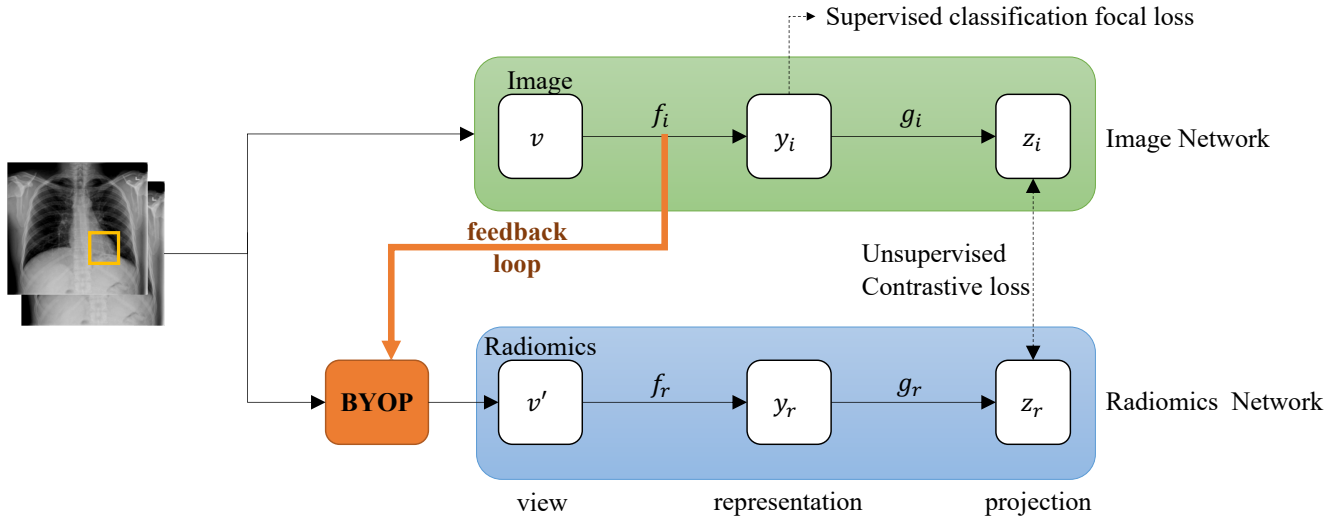 Supervised classification focal loss
Image
v
f_i
y_i
g_i
z_i
Image Network
feedback
loop
Unsupervised
Contrastive loss
Radiomics
BYOP
v'
f_r
y_r
g_r
z_r
Radiomics Network
view
representation
projection